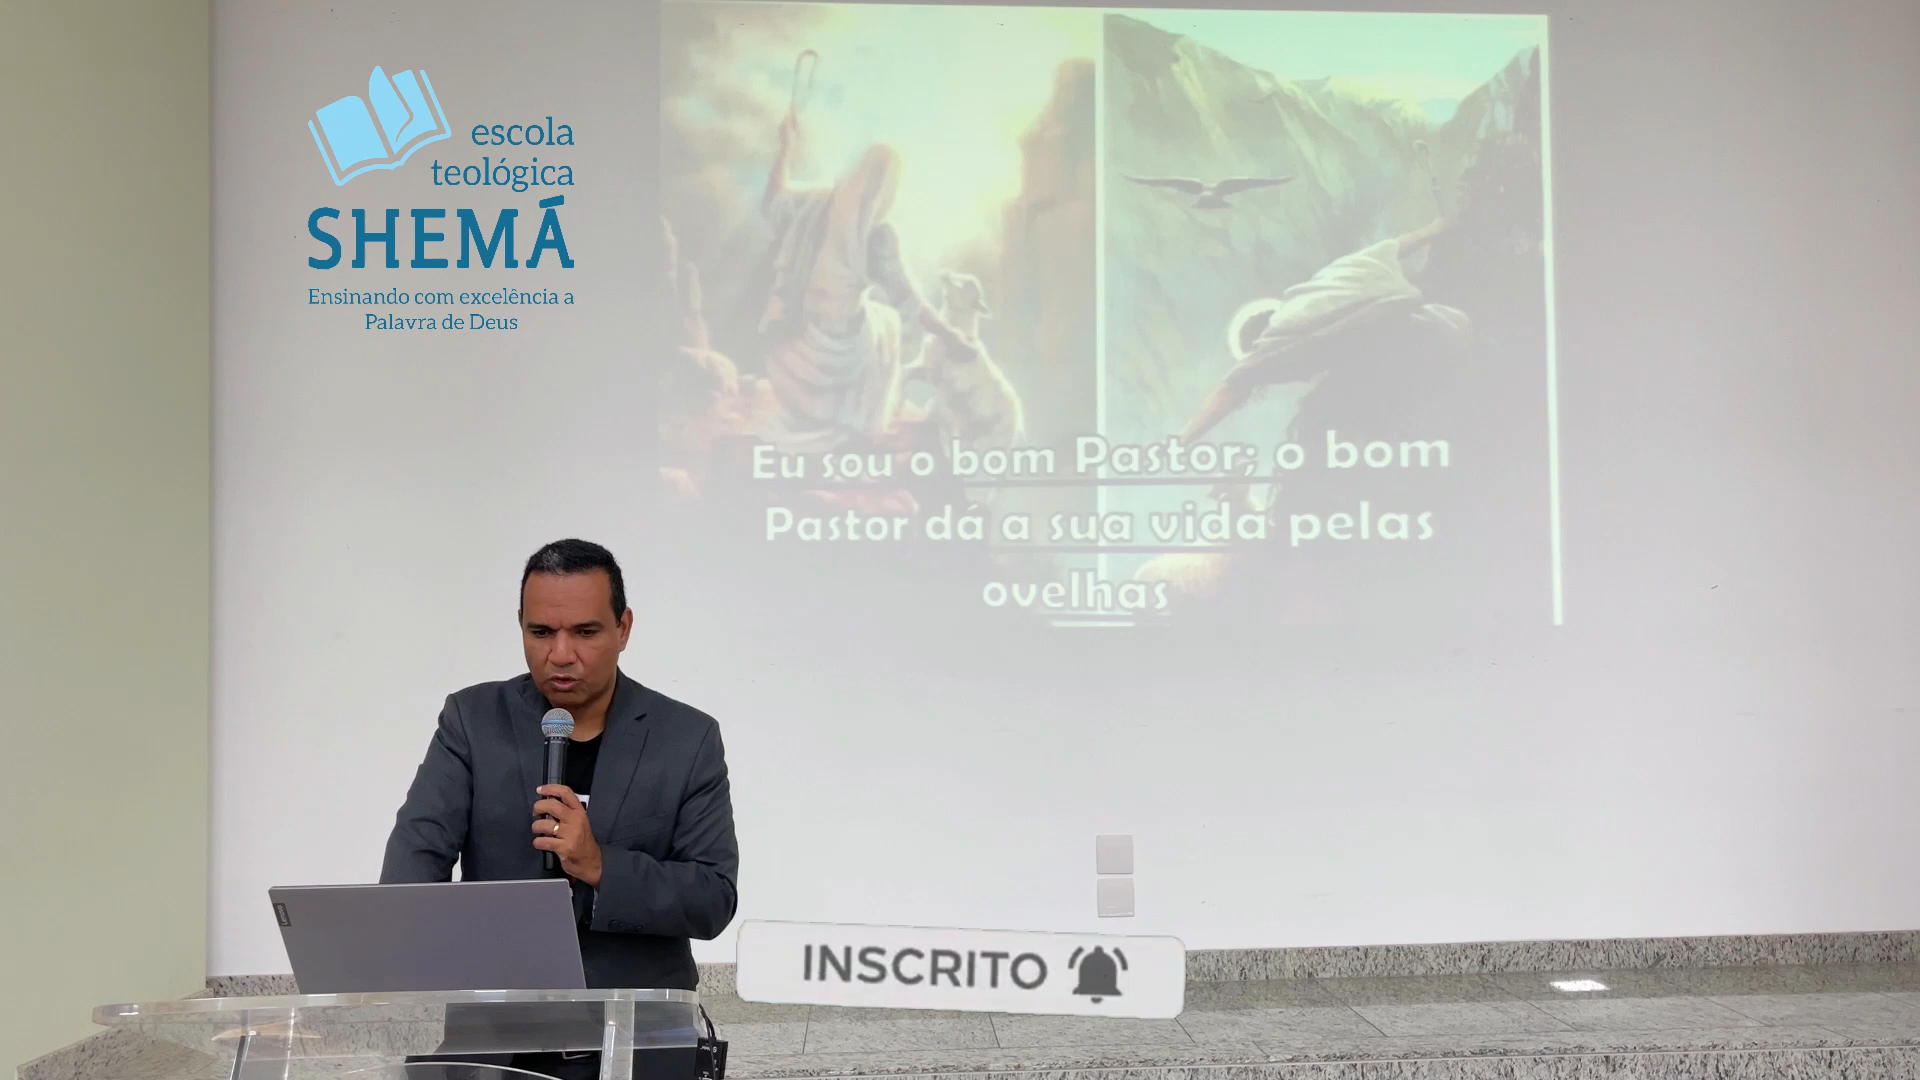 escola
teológica
SHEMÁ
Ensinando com excelência a
Palavra de Deus
Eu sou o bom Pastor; o bom
Pastor dá a sua vida pelas
ovelhas
Lenovo
INSCRITO